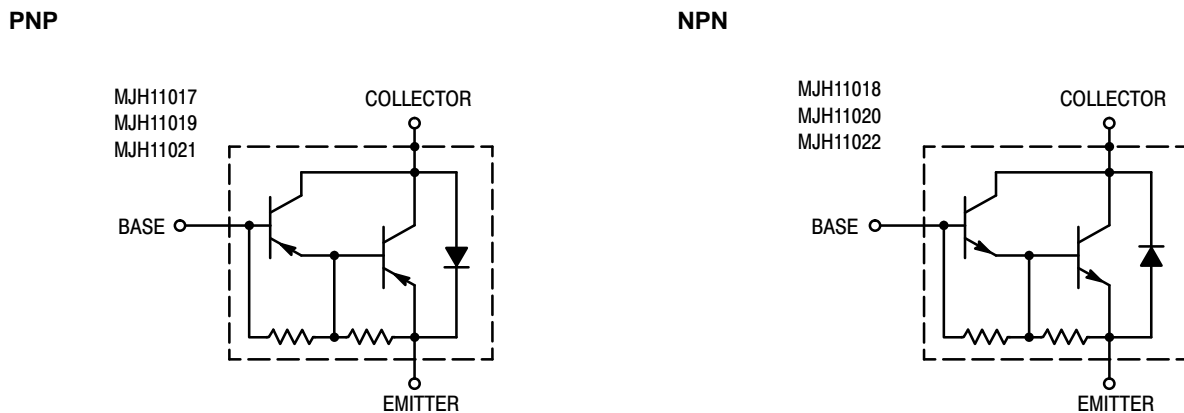 PNP
MJH11017
MJH11019
MJH11021
COLLECTOR
BASE
EMITTER
NPN
MJH11018
MJH11020
MJH11022
COLLECTOR
BASE
EMITTER